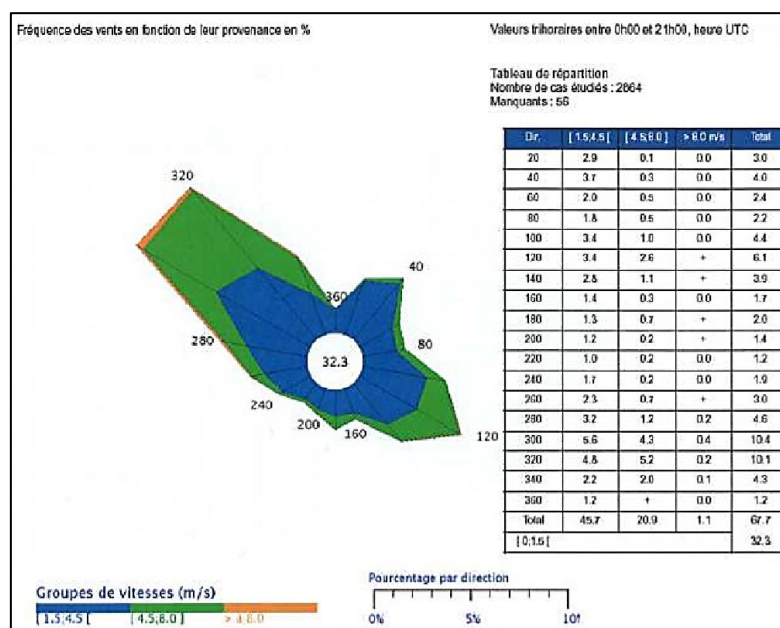 Fréquence des vents en fonction de leur provenance en %
Valeurs trihoraires entre 0h00 et 21h00, heure UTC
Tableau de répartition
Nombre de cas étudiés : 2864
Manquants : 56
320
40
360
280
80
32.3
240
200
160
120
Dir. [ 1.5;4.5 [ [ 4.5;8.0 ] > 8.0 m/s Total
20 2.9 0.1 0.0 3.0
40 3.7 0.3 0.0 4.0
60 2.0 0.5 0.0 2.4
80 1.8 0.5 0.0 2.2
100 3.4 1.0 0.0 4.4
120 3.4 2.6 + 6.1
140 2.8 1.1 + 3.9
160 1.4 0.3 0.0 1.7
180 1.3 0.7 + 2.0
200 1.2 0.2 + 1.4
220 1.0 0.2 0.0 1.2
240 1.7 0.2 0.0 1.9
260 2.3 0.7 + 3.0
280 3.2 1.2 0.2 4.6
300 5.6 4.3 0.4 10.4
320 4.8 5.2 0.2 10.1
340 2.2 2.0 0.1 4.3
360 1.2 + 0.0 1.2
Total 45.7 20.9 1.1 67.7
[ 0;1.5 [ 32.3
Groupes de vitesses (m/s)
[ 1.5;4.5 [ [ 4.5;8.0 ] > à 8.0
Pourcentage par direction
0% 5%